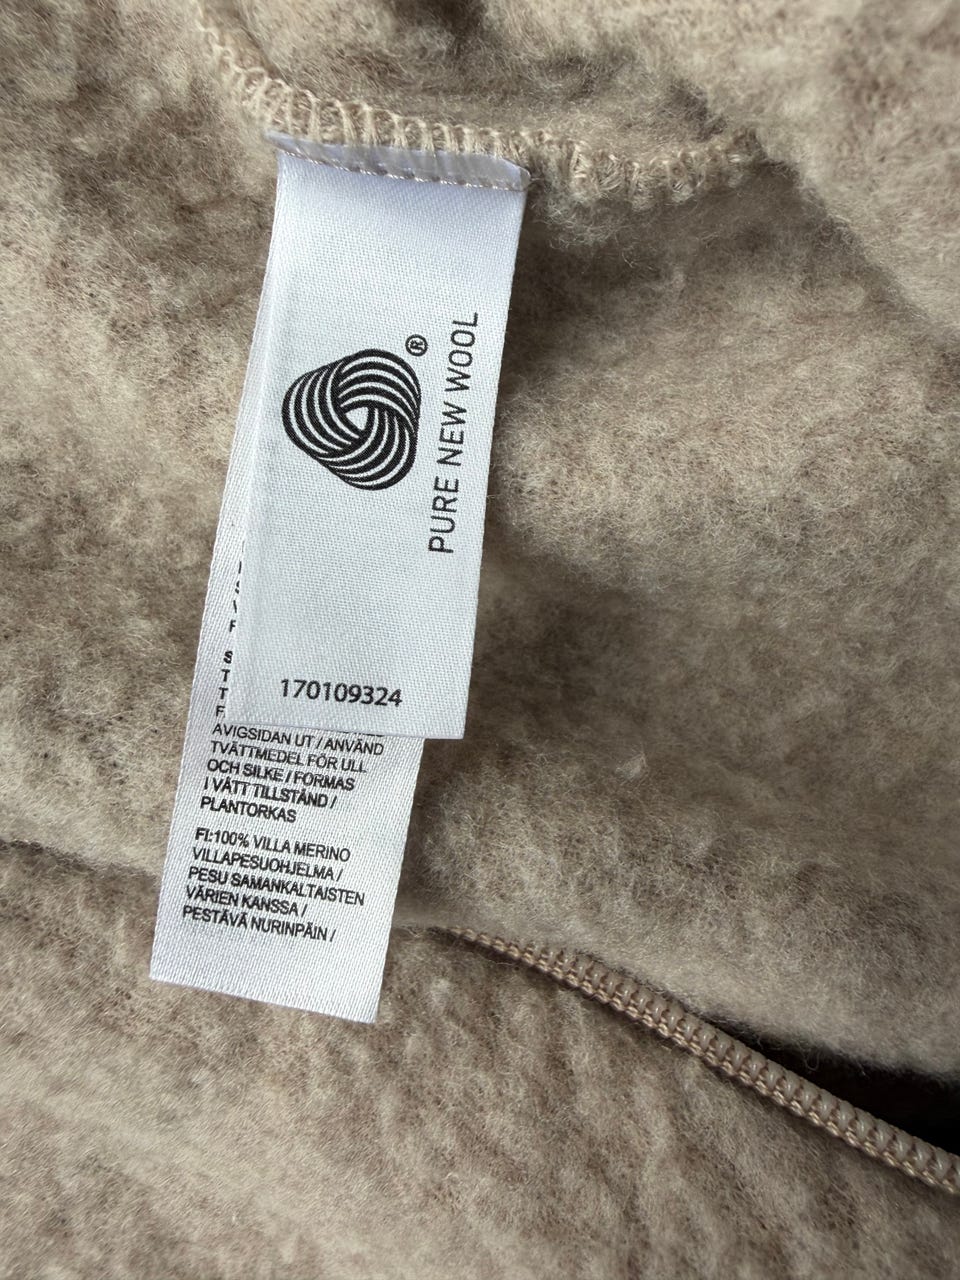 ®
PURE NEW WOOL
170109324
AVIGSIDAN UT / ANVÄND
TVÄTTMEDEL FÖR ULL
OCH SILKE / FORMAS
I VÅTT TILLSTÅND /
PLANTORKAS
FI:100% VILLA MERINO
VILLAPESUOHJELMA /
PESU SAMANKALTAISTEN
VÄRIEN KANSSA /
PESTÄVÄ NURINPÄIN /